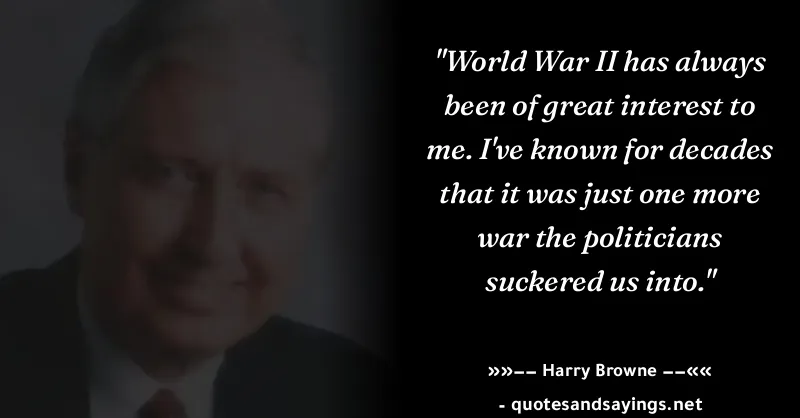 "World War II has always
been of great interest to
me. I've known for decades
that it was just one more
war the politicians
suckered us into."
»»−− Harry Browne −−««
- quotesandsayings.net